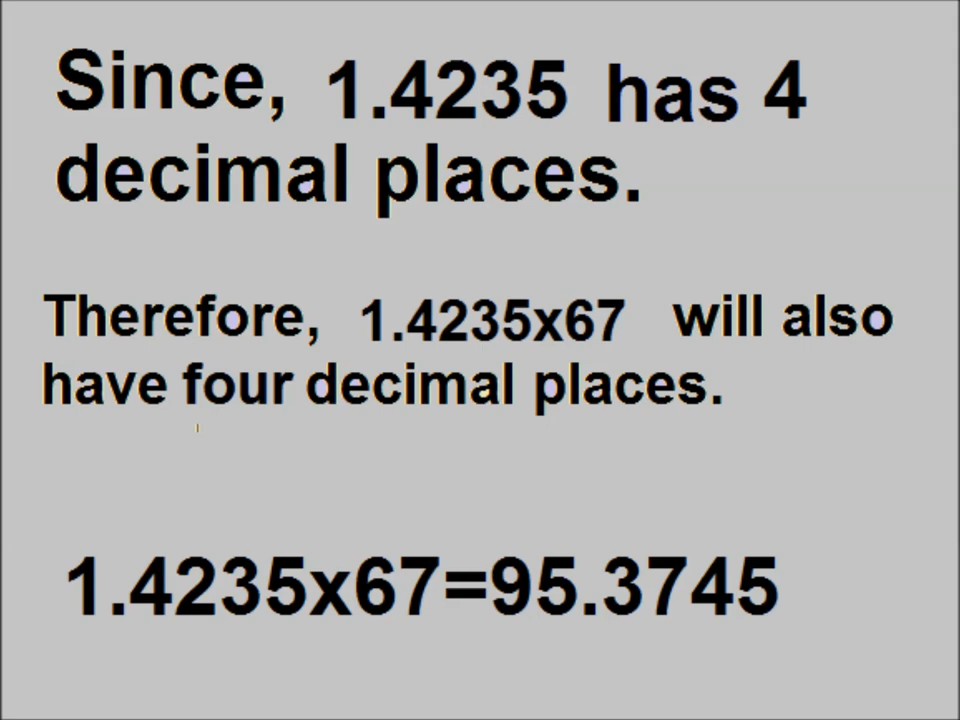 Since, 1.4235 has 4
decimal places.
Therefore, 1.4235x67 will also
have four decimal places.
1.4235x67=95.3745